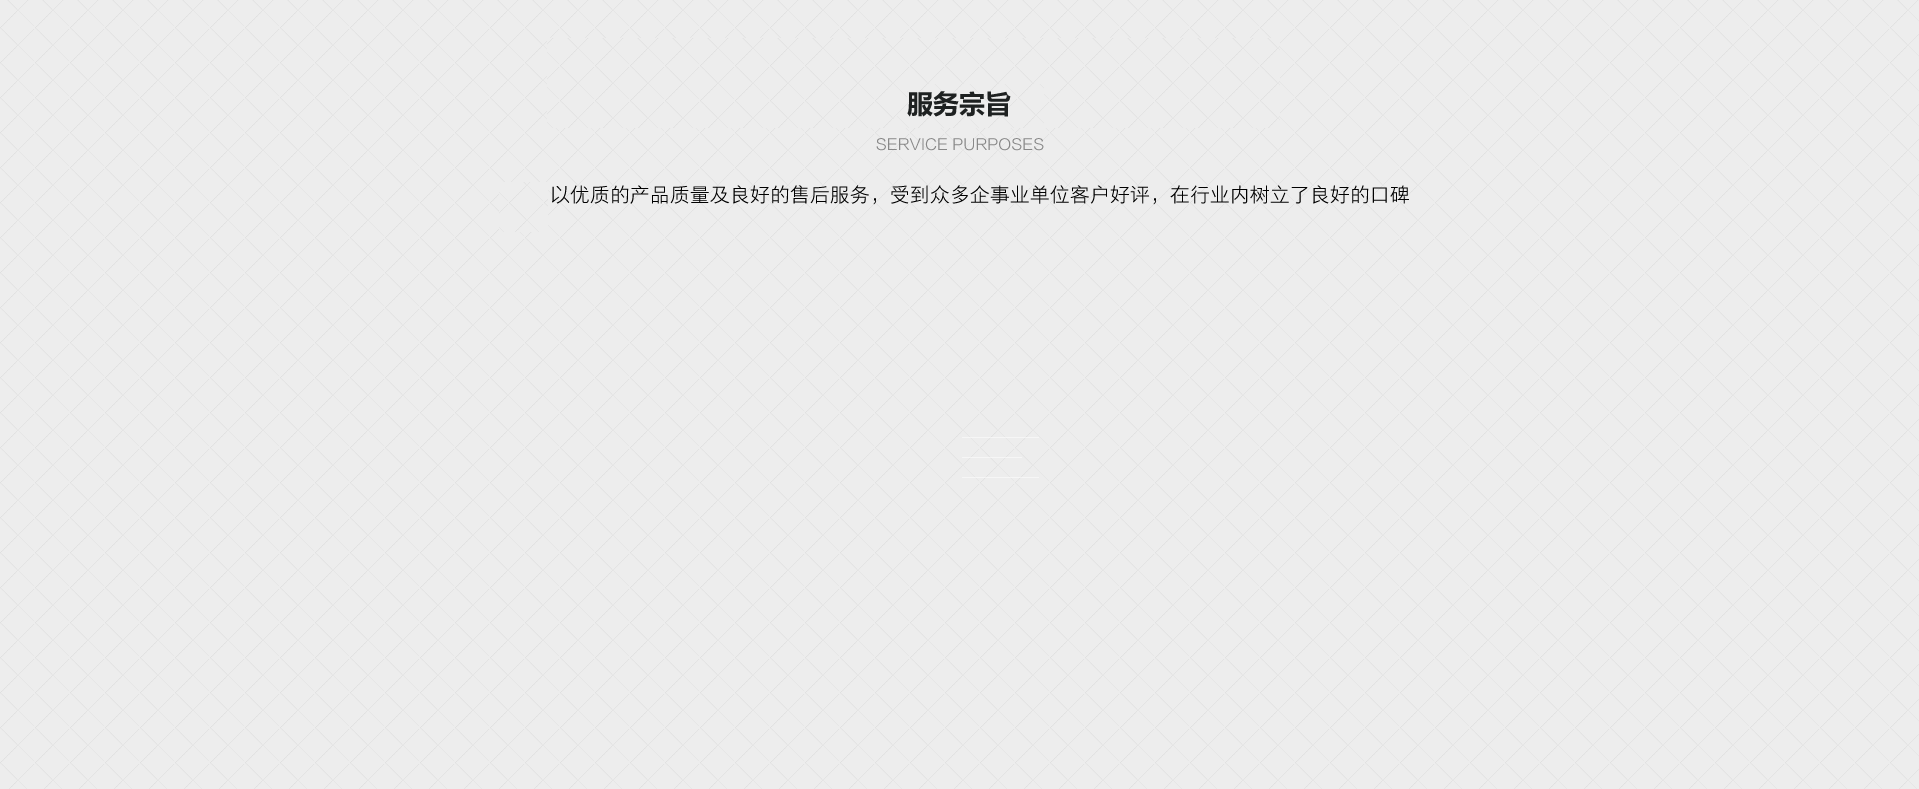 服务宗旨
SERVICE PURPOSES
以优质的产品质量及良好的售后服务，受到众多企事业单位客户好评，在行业内树立了良好的口碑